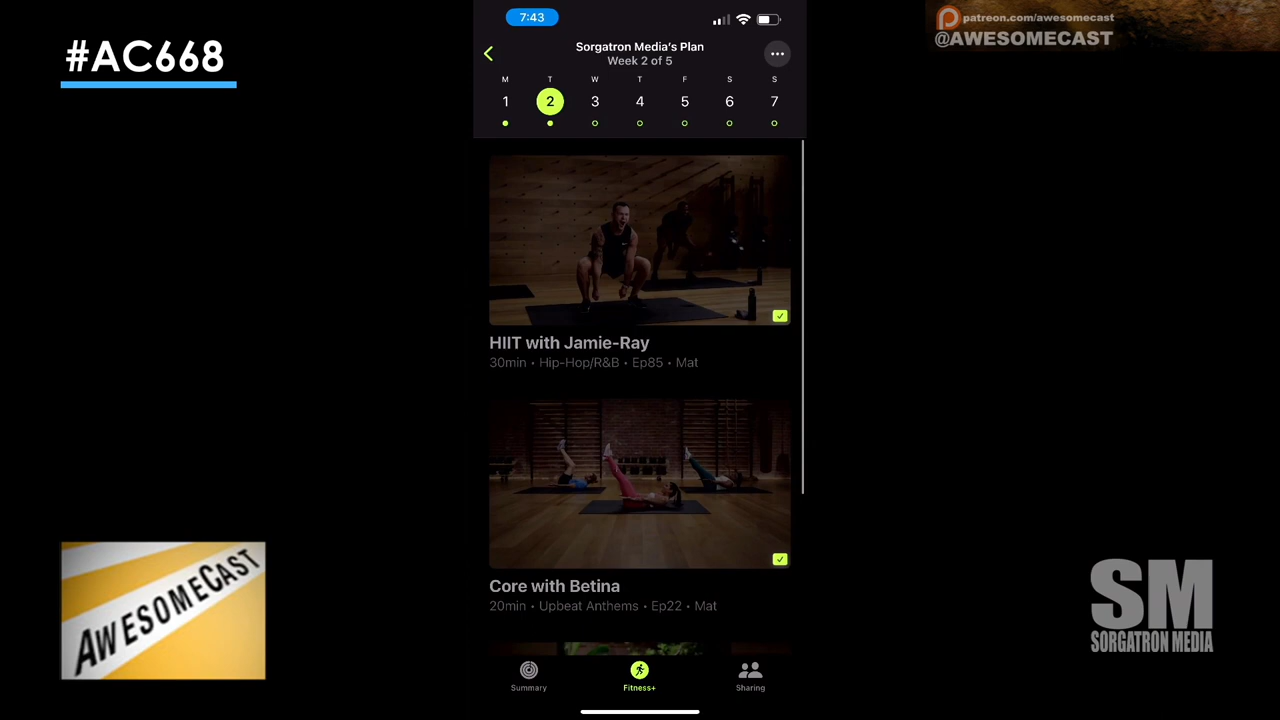 #AC668
patreon.com/awesomecast
@AWESOMECAST
7:43
Sorgatron Media's Plan
Week 2 of 5
M T W T F S S
1 2 3 4 5 6 7
HIIT with Jamie-Ray
30min • Hip-Hop/R&B • Ep85 • Mat
Core with Betina
20min • Upbeat Anthems • Ep22 • Mat
Summary Fitness+ Sharing
AWESOMECAST
SM
SORGATRON MEDIA